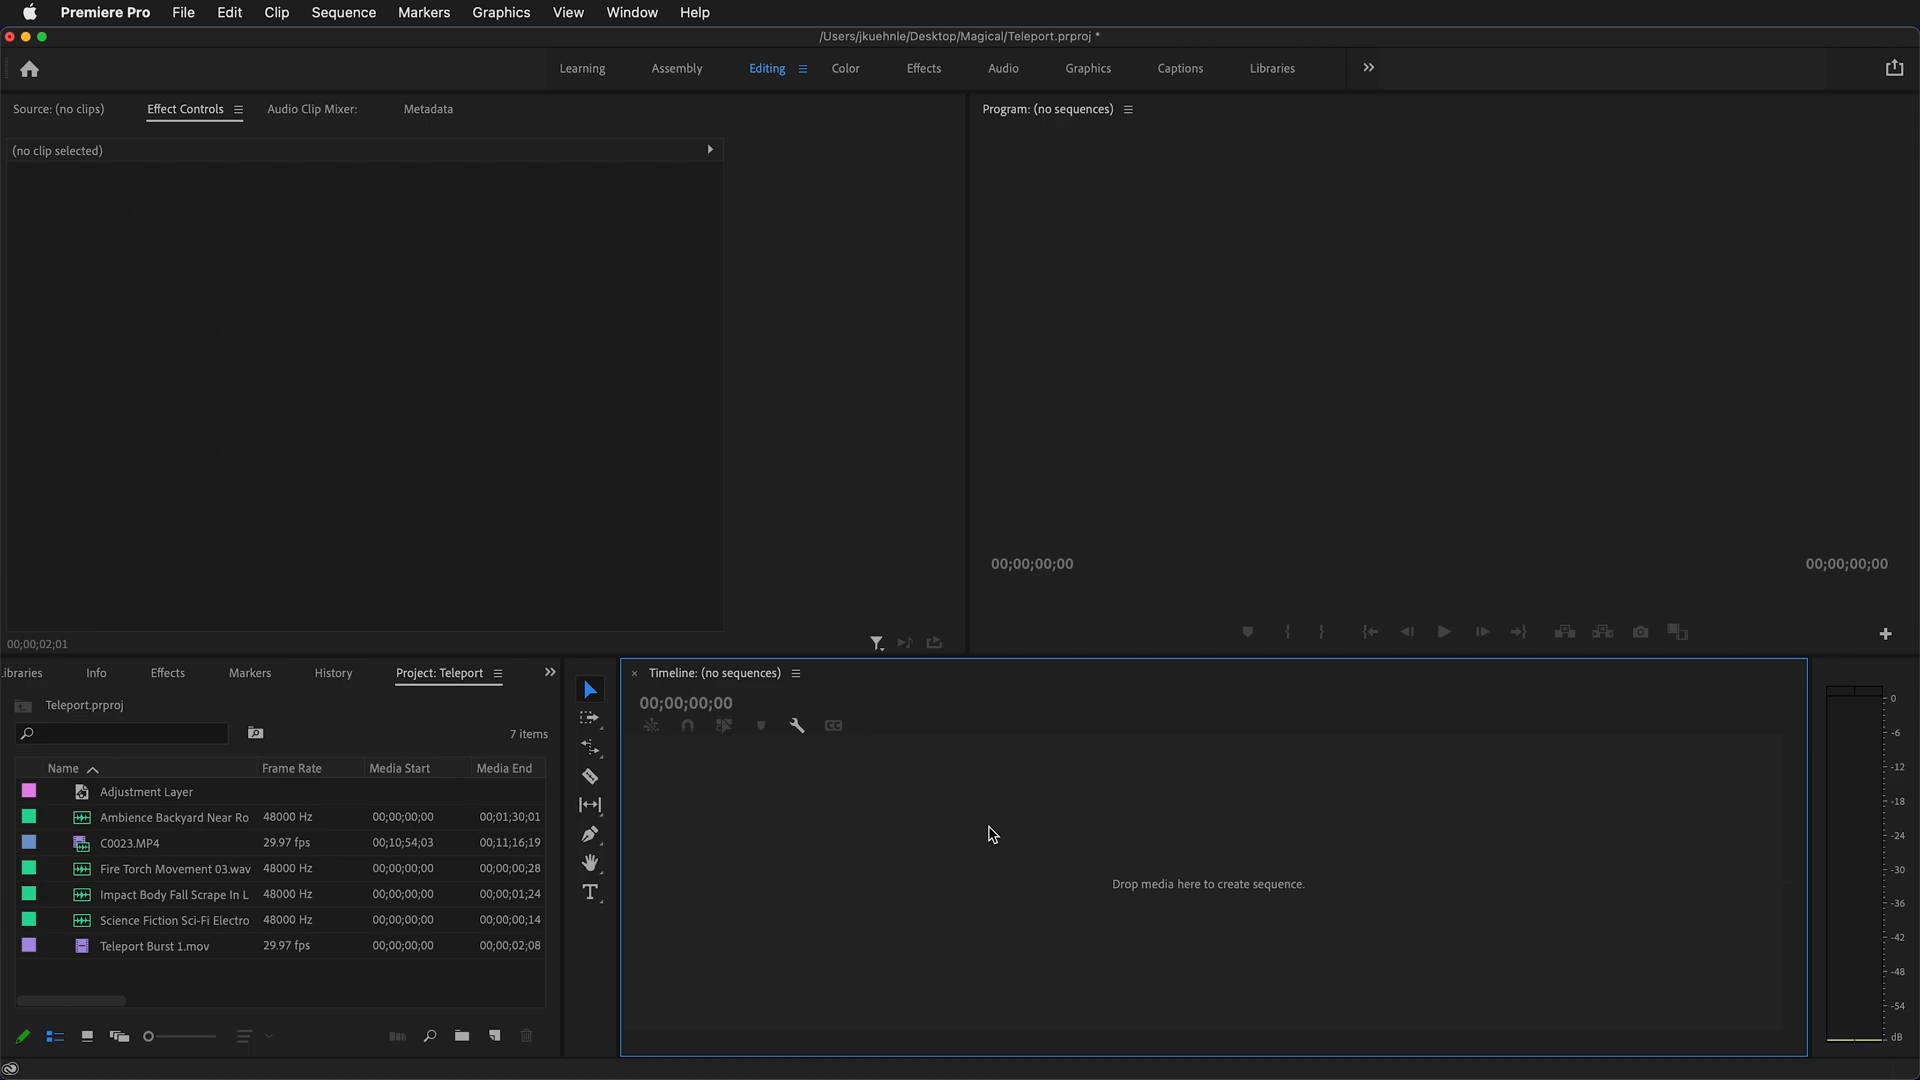 Premiere Pro File Edit Clip Sequence Markers Graphics View Window Help
/Users/jkuehnle/Desktop/Magical/Teleport.prproj *
Learning Assembly Editing Color Effects Audio Graphics Captions Libraries
Source: (no clips) Effect Controls Audio Clip Mixer: Metadata
Program: (no sequences)
(no clip selected)
00;00;00;00 00;00;00;00
00;00;02;01
ibraries Info Effects Markers History Project: Teleport
Teleport.prproj
7 items
Name Frame Rate Media Start Media End
Adjustment Layer
Ambience Backyard Near Ro 48000 Hz 00;00;00;00 00;01;30;01
C0023.MP4 29.97 fps 00;10;54;03 00;11;16;19
Fire Torch Movement 03.wav 48000 Hz 00;00;00;00 00;00;00;28
Impact Body Fall Scrape In L 48000 Hz 00;00;00;00 00;00;01;24
Science Fiction Sci-Fi Electro 48000 Hz 00;00;00;00 00;00;00;14
Teleport Burst 1.mov 29.97 fps 00;00;00;00 00;00;02;08
Timeline: (no sequences)
00;00;00;00
CC
Drop media here to create sequence.
T
0
-6
-12
-18
-24
-30
-36
-42
-48
-54
dB